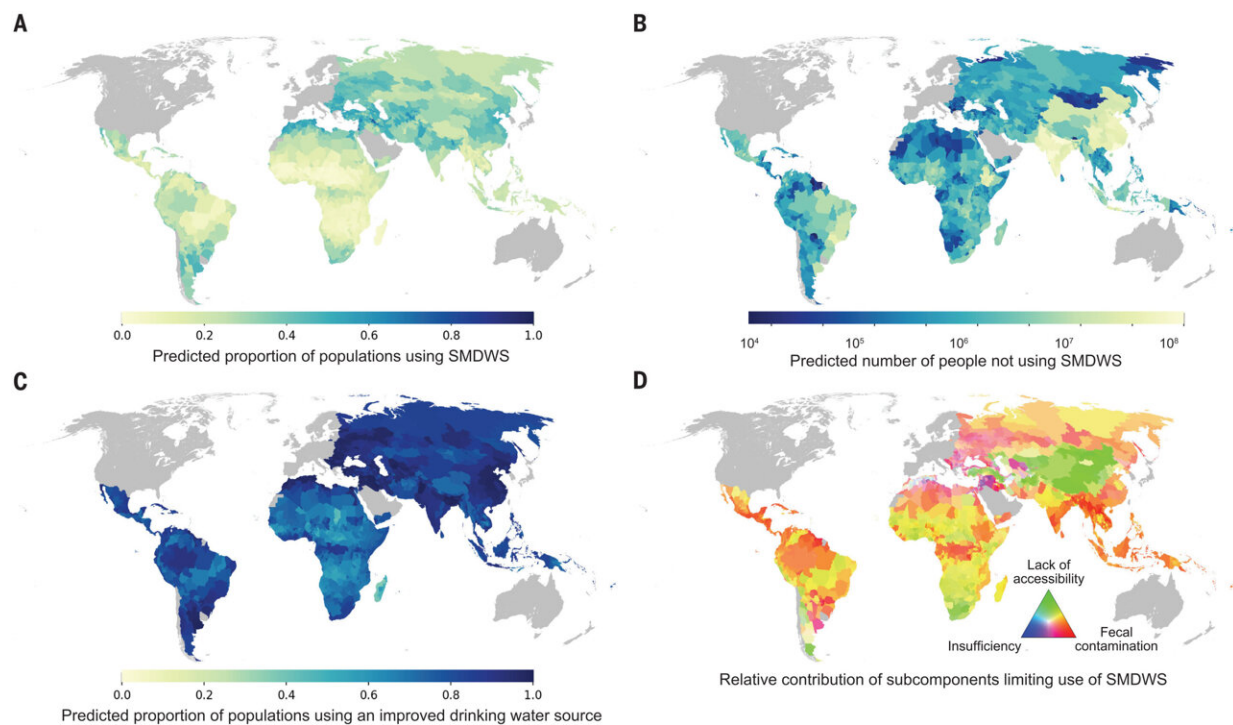 A
B
0.0 0.2 0.4 0.6 0.8 1.0
Predicted proportion of populations using SMDWS
10⁴ 10⁵ 10⁶ 10⁷ 10⁸
Predicted number of people not using SMDWS
C
D
Lack of
accessibility
Insufficiency
Fecal
contamination
0.0 0.2 0.4 0.6 0.8 1.0
Predicted proportion of populations using an improved drinking water source
Relative contribution of subcomponents limiting use of SMDWS